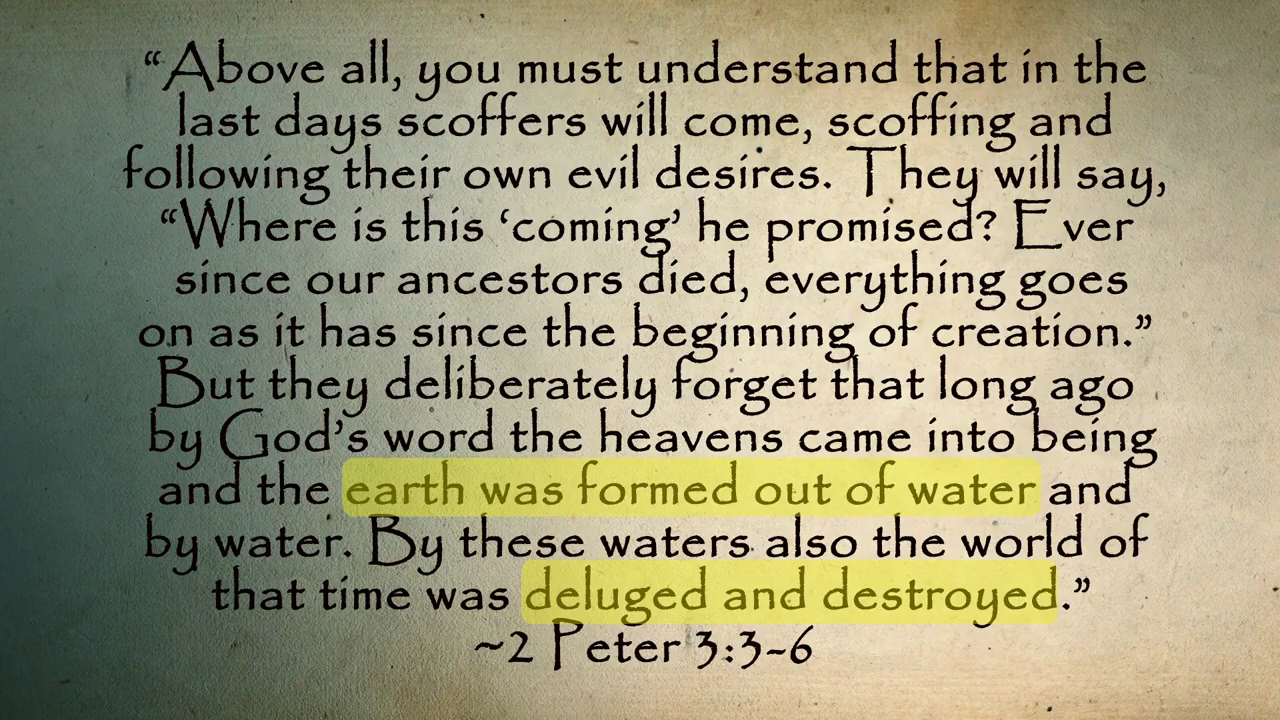 “Above all, you must understand that in the
last days scoffers will come, scoffing and
following their own evil desires. They will say,
“Where is this ‘coming’ he promised? Ever
since our ancestors died, everything goes
on as it has since the beginning of creation.”
But they deliberately forget that long ago
by God’s word the heavens came into being
and the earth was formed out of water and
by water. By these waters also the world of
that time was deluged and destroyed.”
~2 Peter 3:3-6